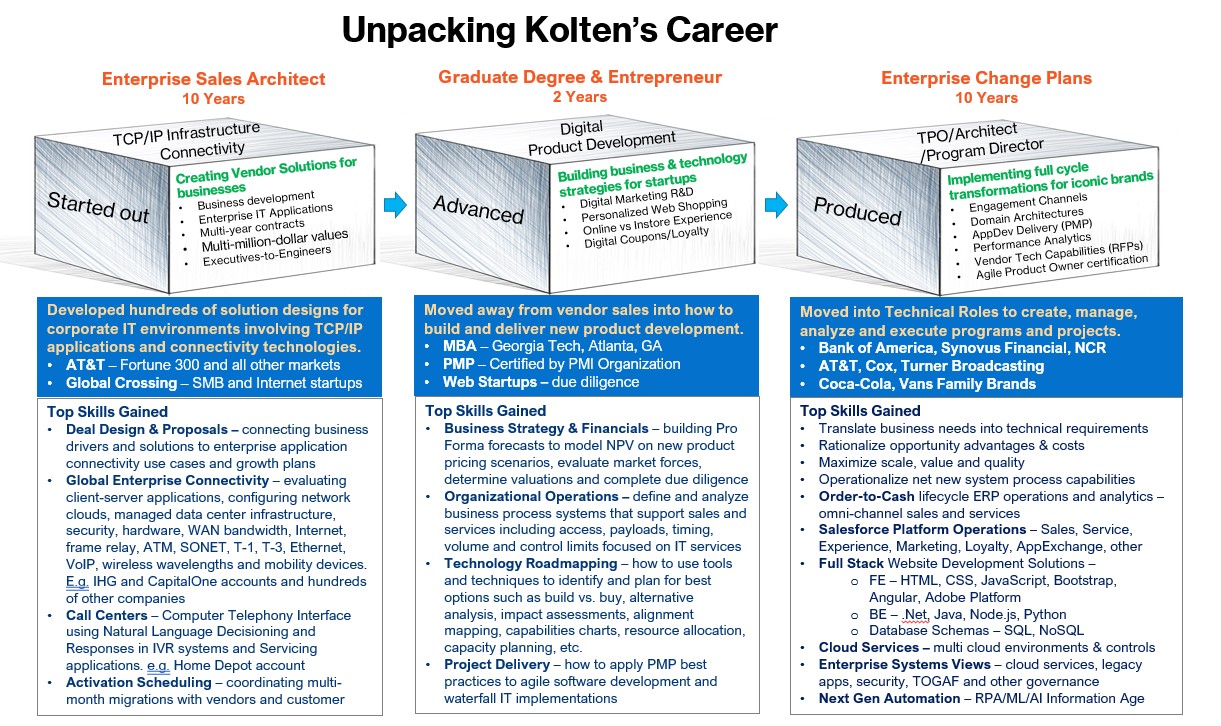 Unpacking Kolten's Career
Enterprise Sales Architect
10 Years
TCP/IP Infrastructure
Connectivity
Started out
Creating Vendor Solutions for
businesses
• Business development
• Enterprise IT Applications
• Multi-year contracts
• Multi-million-dollar values
• Executives-to-Engineers
Developed hundreds of solution designs for
corporate IT environments involving TCP/IP
applications and connectivity technologies.
• AT&T – Fortune 300 and all other markets
• Global Crossing – SMB and Internet startups
Top Skills Gained
• Deal Design & Proposals – connecting business
drivers and solutions to enterprise application
connectivity use cases and growth plans
• Global Enterprise Connectivity – evaluating
client-server applications, configuring network
clouds, managed data center infrastructure,
security, hardware, WAN bandwidth, Internet,
frame relay, ATM, SONET, T-1, T-3, Ethernet,
VoIP, wireless wavelengths and mobility devices.
E.g. IHG and CapitalOne accounts and hundreds
of other companies
• Call Centers – Computer Telephony Interface
using Natural Language Decisioning and
Responses in IVR systems and Servicing
applications. e.g. Home Depot account
• Activation Scheduling – coordinating multi-
month migrations with vendors and customer
Graduate Degree & Entrepreneur
2 Years
Digital
Product Development
Advanced
Building business & technology
strategies for startups
• Digital Marketing R&D
• Personalized Web Shopping
• Online vs Instore Experience
• Digital Coupons/Loyalty
Moved away from vendor sales into how to
build and deliver new product development.
• MBA – Georgia Tech, Atlanta, GA
• PMP – Certified by PMI Organization
• Web Startups – due diligence
Top Skills Gained
• Business Strategy & Financials – building Pro
Forma forecasts to model NPV on new product
pricing scenarios, evaluate market forces,
determine valuations and complete due diligence
• Organizational Operations – define and analyze
business process systems that support sales and
services including access, payloads, timing,
volume and control limits focused on IT services
• Technology Roadmapping – how to use tools
and techniques to identify and plan for best
options such as build vs. buy, alternative
analysis, impact assessments, alignment
mapping, capabilities charts, resource allocation,
capacity planning, etc.
• Project Delivery – how to apply PMP best
practices to agile software development and
waterfall IT implementations
Enterprise Change Plans
10 Years
TPO/Architect
/Program Director
Produced
Implementing full cycle
transformations for iconic brands
• Engagement Channels
• Domain Architectures
• AppDev Delivery (PMP)
• Performance Analytics
• Vendor Tech Capabilities (RFPs)
• Agile Product Owner certification
Moved into Technical Roles to create, manage,
analyze and execute programs and projects.
• Bank of America, Synovus Financial, NCR
• AT&T, Cox, Turner Broadcasting
• Coca-Cola, Vans Family Brands
Top Skills Gained
• Translate business needs into technical requirements
• Rationalize opportunity advantages & costs
• Maximize scale, value and quality
• Operationalize net new system process capabilities
• Order-to-Cash lifecycle ERP operations and analytics –
omni-channel sales and services
• Salesforce Platform Operations – Sales, Service,
Experience, Marketing, Loyalty, AppExchange, other
• Full Stack Website Development Solutions –
o FE – HTML, CSS, JavaScript, Bootstrap,
Angular, Adobe Platform
o BE – .Net, Java, Node.js, Python
o Database Schemas – SQL, NoSQL
• Cloud Services – multi cloud environments & controls
• Enterprise Systems Views – cloud services, legacy
apps, security, TOGAF and other governance
• Next Gen Automation – RPA/ML/AI Information Age